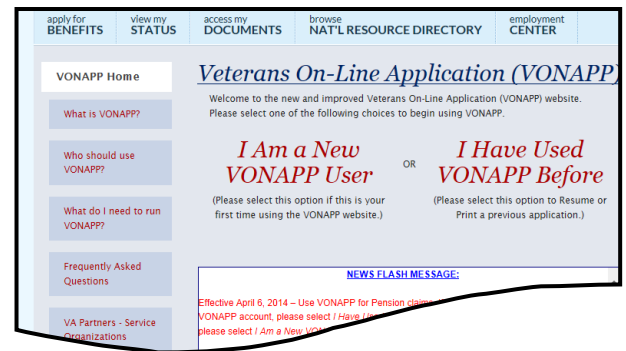 apply for
BENEFITS
view my
STATUS
access my
DOCUMENTS
browse
NAT'L RESOURCE DIRECTORY
employment
CENTER
VONAPP Home
What is VONAPP?
Who should use
VONAPP?
What do I need to run
VONAPP?
Frequently Asked
Questions
VA Partners - Service
Organizations
Veterans On-Line Application (VONAPP)
Welcome to the new and improved Veterans On-Line Application (VONAPP) website.
Please select one of the following choices to begin using VONAPP.
I Am a New
VONAPP User
(Please select this option if this is your
first time using the VONAPP website.)
OR
I Have Used
VONAPP Before
(Please select this option to Resume or
Print a previous application.)
NEWS FLASH MESSAGE:
Effective April 6, 2014 – Use VONAPP for Pension claims
VONAPP account, please select I Have
please select I Am a New